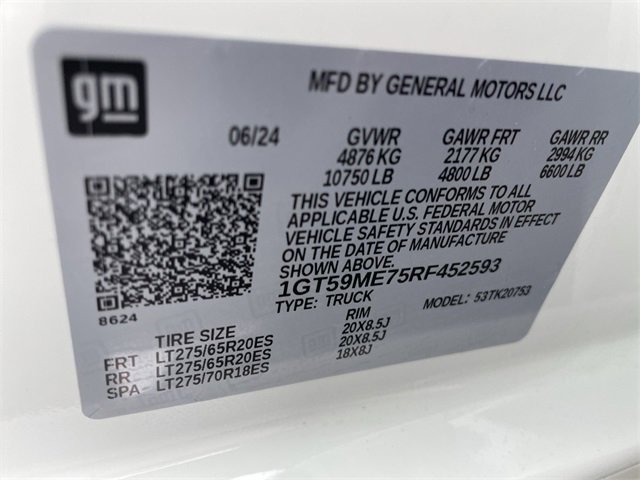 gm
MFD BY GENERAL MOTORS LLC
06/24 GVWR GAWR FRT GAWR RR
4876 KG 2177 KG 2994 KG
10750 LB 4800 LB 6600 LB
THIS VEHICLE CONFORMS TO ALL
APPLICABLE U.S. FEDERAL MOTOR
VEHICLE SAFETY STANDARDS IN EFFECT
ON THE DATE OF MANUFACTURE
SHOWN ABOVE.
1GT59ME75RF452593
TYPE: TRUCK MODEL: 53TK20753
8624
TIRE SIZE RIM
FRT LT275/65R20ES 20X8.5J
RR LT275/65R20ES 20X8.5J
SPA- LT275/70R18ES 18X8J